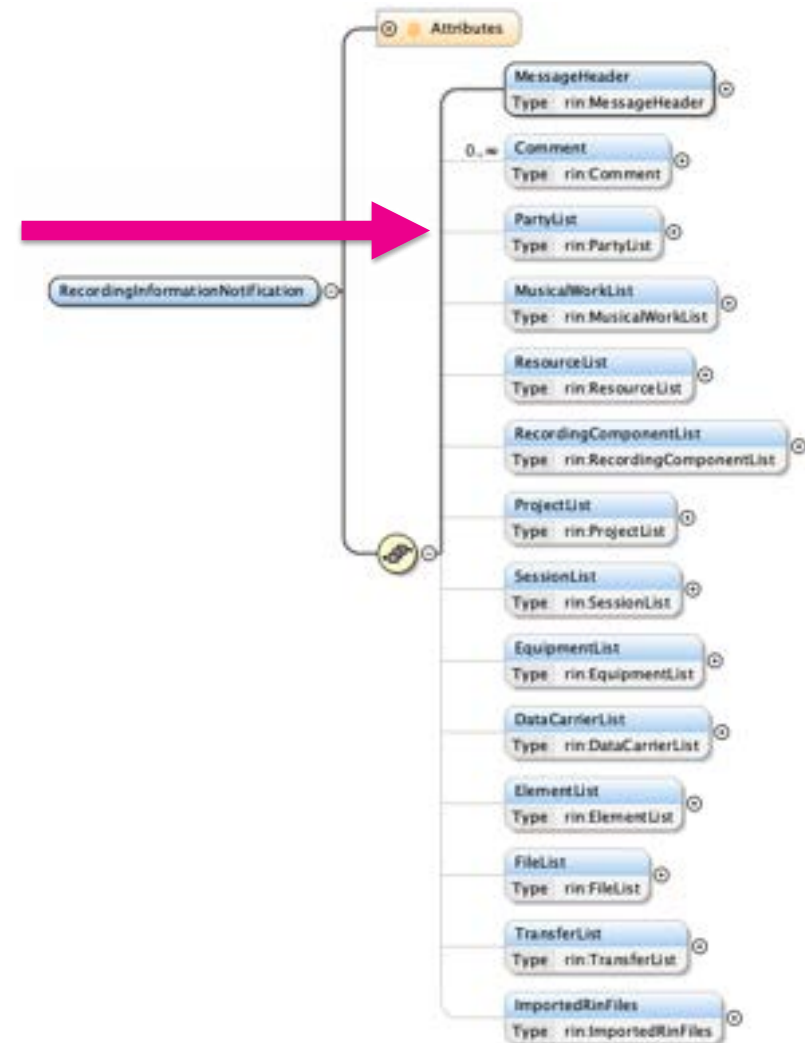 Attributes
MessageHeader
Type rin:MessageHeader
0..∞
Comment
Type rin:Comment
PartyList
Type rin:PartyList
RecordingInformationNotification
MusicalWorkList
Type rin:MusicalWorkList
ResourceList
Type rin:ResourceList
RecordingComponentList
Type rin:RecordingComponentList
ProjectList
Type rin:ProjectList
SessionList
Type rin:SessionList
EquipmentList
Type rin:EquipmentList
DataCarrierList
Type rin:DataCarrierList
ElementList
Type rin:ElementList
FileList
Type rin:FileList
TransferList
Type rin:TransferList
ImportedRinFiles
Type rin:ImportedRinFiles